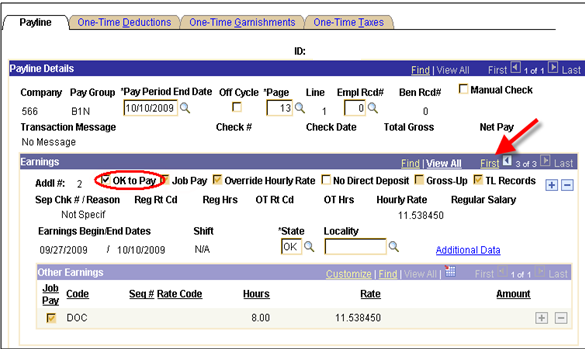 Payline One-Time Deductions One-Time Garnishments One-Time Taxes
ID:
Payline Details Find | View All First 1 of 1 Last
Company Pay Group *Pay Period End Date Off Cycle *Page Line Empl Rcd# Ben Rcd# Manual Check
566 B1N 10/10/2009 13 1 0 0
Transaction Message Check # Check Date Total Gross Net Pay
No Message
Earnings Find | View All First 3 of 3 Last
Addl #: 2 OK to Pay Job Pay Override Hourly Rate No Direct Deposit Gross-Up TL Records
Sep Chk # / Reason Reg Rt Cd Reg Hrs OT Rt Cd OT Hrs Hourly Rate Regular Salary
Not Specif 11.538450
Earnings Begin/End Dates Shift *State Locality
09/27/2009 / 10/10/2009 N/A OK Additional Data
Other Earnings Customize | Find | View All | First 1 of 1 Last
Job Pay Code Seq # Rate Code Hours Rate Amount
DOC 8.00 11.538450